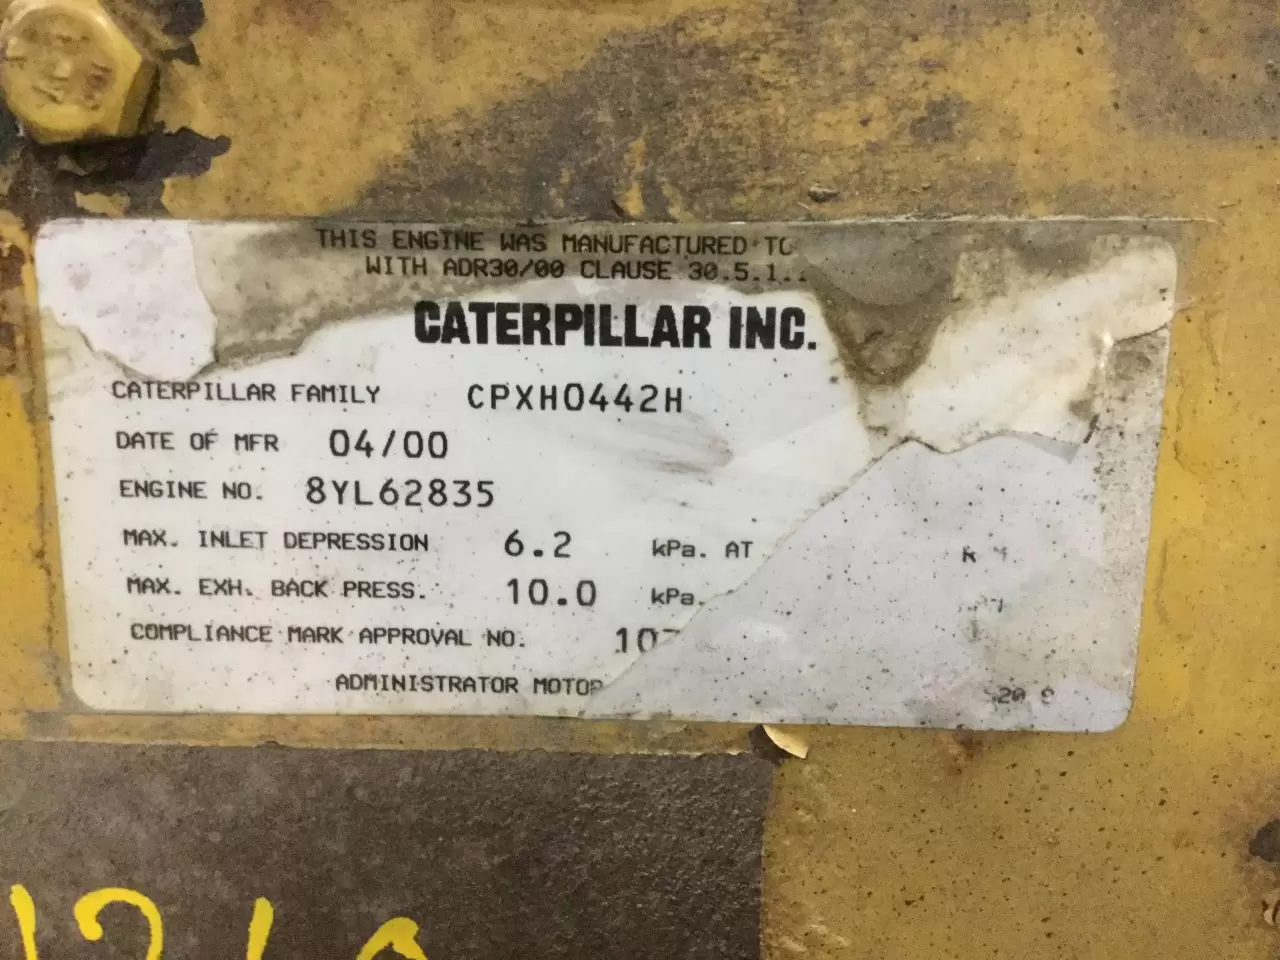 THIS ENGINE WAS MANUFACTURED TO
WITH ADR30/00 CLAUSE 30.5.1..
CATERPILLAR INC.
CATERPILLAR FAMILY CPXH0442H
DATE OF MFR 04/00
ENGINE NO. 8YL62835
MAX. INLET DEPRESSION 6.2 kPa. AT
MAX. EXH. BACK PRESS. 10.0 kPa.
COMPLIANCE MARK APPROVAL NO.
ADMINISTRATOR MOTOR